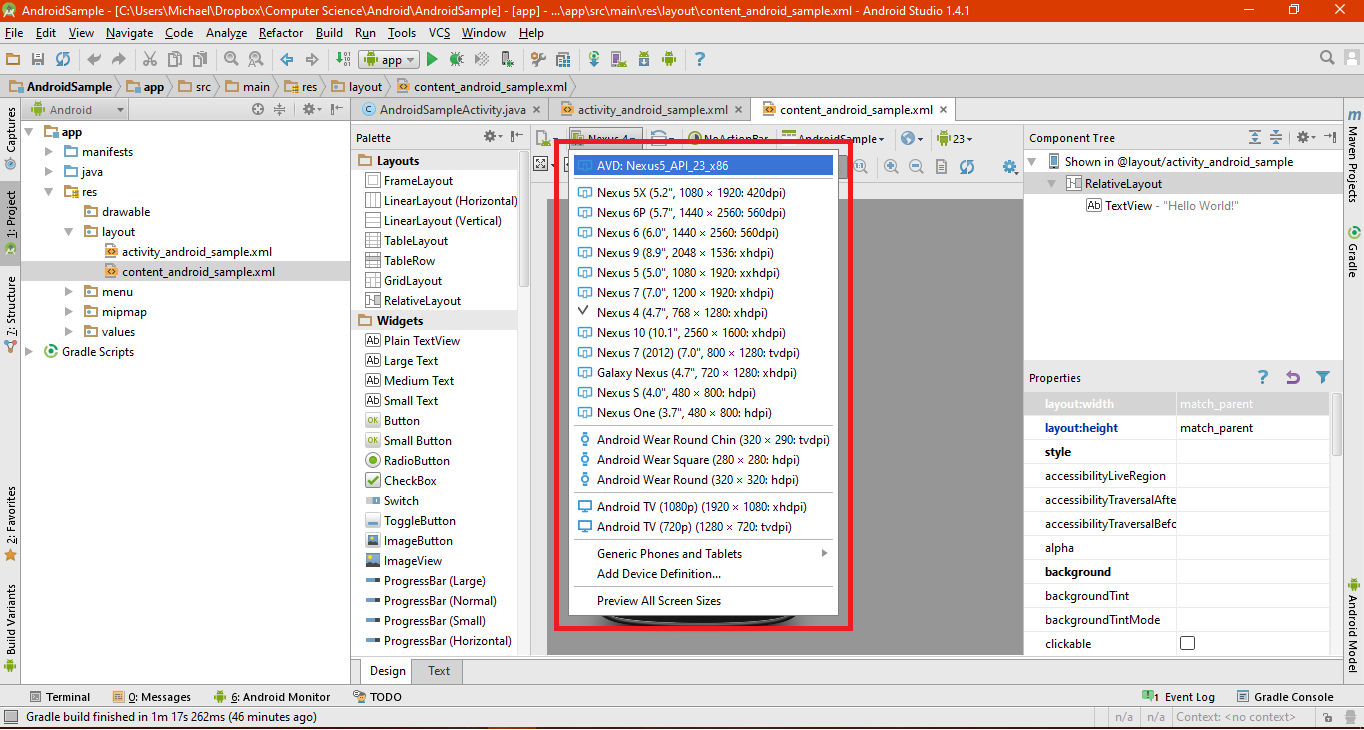 AndroidSample - [C:\Users\Michael\Dropbox\Computer Science\Android\AndroidSample] - [app] - ...\app\src\main\res\layout\content_android_sample.xml - Android Studio 1.4.1
File Edit View Navigate Code Analyze Refactor Build Run Tools VCS Window Help
app
AndroidSample app src main res layout content_android_sample.xml
Android
AndroidSampleActivity.java activity_android_sample.xml content_android_sample.xml
Captures
1: Project
7: Structure
2: Favorites
Build Variants
app
manifests
java
res
drawable
layout
activity_android_sample.xml
content_android_sample.xml
menu
mipmap
values
Gradle Scripts
Palette
Layouts
FrameLayout
LinearLayout (Horizontal)
LinearLayout (Vertical)
TableLayout
TableRow
GridLayout
RelativeLayout
Widgets
Plain TextView
Large Text
Medium Text
Small Text
Button
Small Button
RadioButton
CheckBox
Switch
ToggleButton
ImageButton
ImageView
ProgressBar (Large)
ProgressBar (Normal)
ProgressBar (Small)
ProgressBar (Horizontal)
Nexus 4 NoActionBar AndroidSample 23
AVD: Nexus5_API_23_x86
Nexus 5X (5.2", 1080 × 1920: 420dpi)
Nexus 6P (5.7", 1440 × 2560: 560dpi)
Nexus 6 (6.0", 1440 × 2560: 560dpi)
Nexus 9 (8.9", 2048 × 1536: xhdpi)
Nexus 5 (5.0", 1080 × 1920: xxhdpi)
Nexus 7 (7.0", 1200 × 1920: xhdpi)
Nexus 4 (4.7", 768 × 1280: xhdpi)
Nexus 10 (10.1", 2560 × 1600: xhdpi)
Nexus 7 (2012) (7.0", 800 × 1280: tvdpi)
Galaxy Nexus (4.7", 720 × 1280: xhdpi)
Nexus S (4.0", 480 × 800: hdpi)
Nexus One (3.7", 480 × 800: hdpi)
Android Wear Round Chin (320 × 290: tvdpi)
Android Wear Square (280 × 280: hdpi)
Android Wear Round (320 × 320: hdpi)
Android TV (1080p) (1920 × 1080: xhdpi)
Android TV (720p) (1280 × 720: tvdpi)
Generic Phones and Tablets
Add Device Definition...
Preview All Screen Sizes
Design Text
Component Tree
Shown in @layout/activity_android_sample
RelativeLayout
Ab TextView - "Hello World!"
Properties
layout:width match_parent
layout:height match_parent
style
accessibilityLiveRegion
accessibilityTraversalAfte
accessibilityTraversalBefo
alpha
background
backgroundTint
backgroundTintMode
clickable
Maven Projects
Gradle
Android Model
Terminal 0: Messages 6: Android Monitor TODO 1 Event Log Gradle Console
Gradle build finished in 1m 17s 262ms (46 minutes ago) n/a n/a Context: <no context>